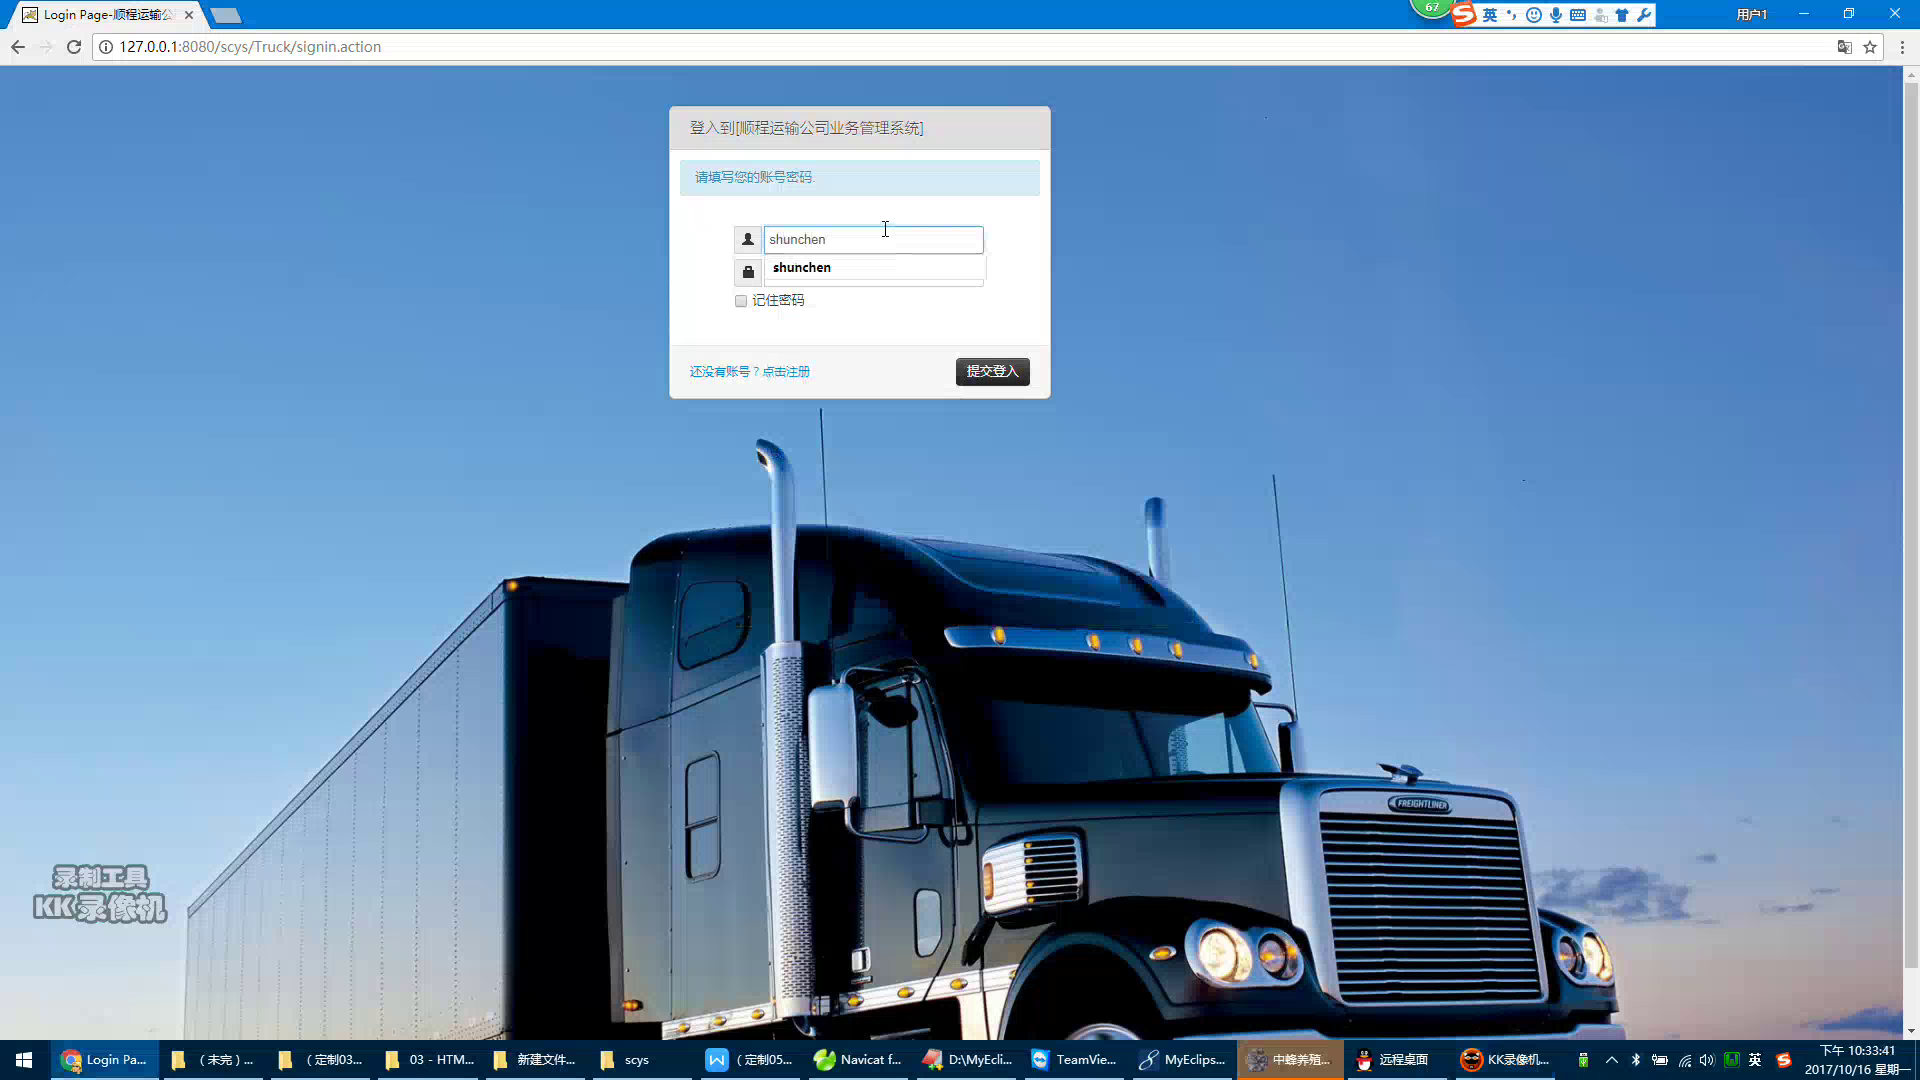 Login Page-顺程运输公
67
英
用户1
127.0.0.1:8080/scys/Truck/signin.action
登入到[顺程运输公司业务管理系统]
请填写您的账号密码.
shunchen
shunchen
记住密码
还没有账号？点击注册
提交登入
FREIGHTLINER
录制工具
KK录像机
Login Pa...
（未完）...
（定制03...
03 - HTM...
新建文件...
scys
（定制05...
Navicat f...
D:\MyEcli...
TeamVie...
MyEclips...
中蜂养殖...
远程桌面
KK录像机...
英
下午 10:33:41
2017/10/16 星期一